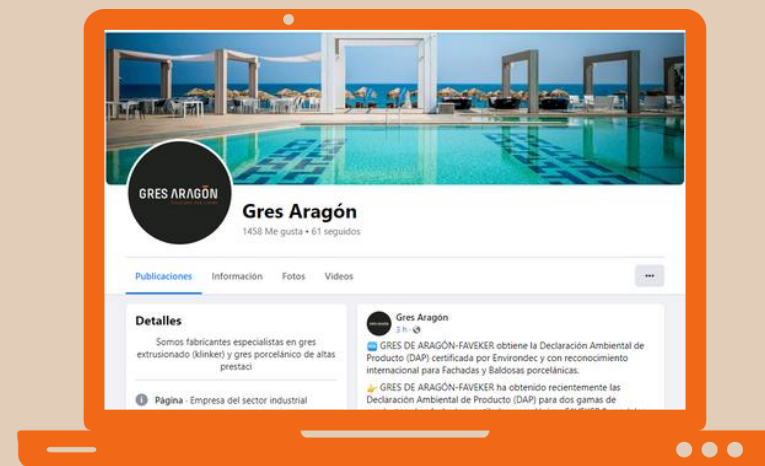 GRES ARAGÓN
Gres Aragón
1458 Me gusta • 61 seguidos
Publicaciones
Información
Fotos
Videos
Detalles
Somos fabricantes especialistas en gres
extrusionado (klinker) y gres porcelánico de altas
prestaci
Página · Empresa del sector industrial
Gres Aragón
3 h ·
GRES DE ARAGÓN-FAVEKER obtiene la Declaración Ambiental de
Producto (DAP) certificada por Environdec y con reconocimiento
internacional para Fachadas y Baldosas porcelánicas.
GRES DE ARAGÓN-FAVEKER ha obtenido recientemente las
Declaración Ambiental de Producto (DAP) para dos gamas de